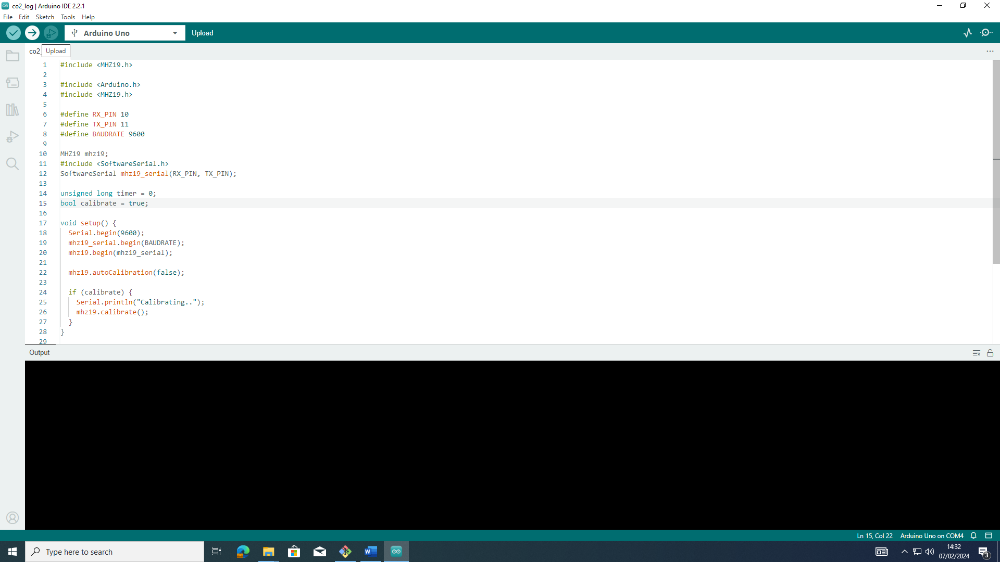 co2_log | Arduino IDE 2.2.1
File Edit Sketch Tools Help
Arduino Uno
Upload
co2_
Upload
1 #include <MHZ19.h>
2
3 #include <Arduino.h>
4 #include <MHZ19.h>
5
6 #define RX_PIN 10
7 #define TX_PIN 11
8 #define BAUDRATE 9600
9
10 MHZ19 mhz19;
11 #include <SoftwareSerial.h>
12 SoftwareSerial mhz19_serial(RX_PIN, TX_PIN);
13
14 unsigned long timer = 0;
15 bool calibrate = true;
16
17 void setup() {
18 Serial.begin(9600);
19 mhz19_serial.begin(BAUDRATE);
20 mhz19.begin(mhz19_serial);
21
22 mhz19.autoCalibration(false);
23
24 if (calibrate) {
25 Serial.println("Calibrating..");
26 mhz19.calibrate();
27 }
28 }
29
Output
Ln 15, Col 22 Arduino Uno on COM4
Type here to search
14:32
07/02/2024
3